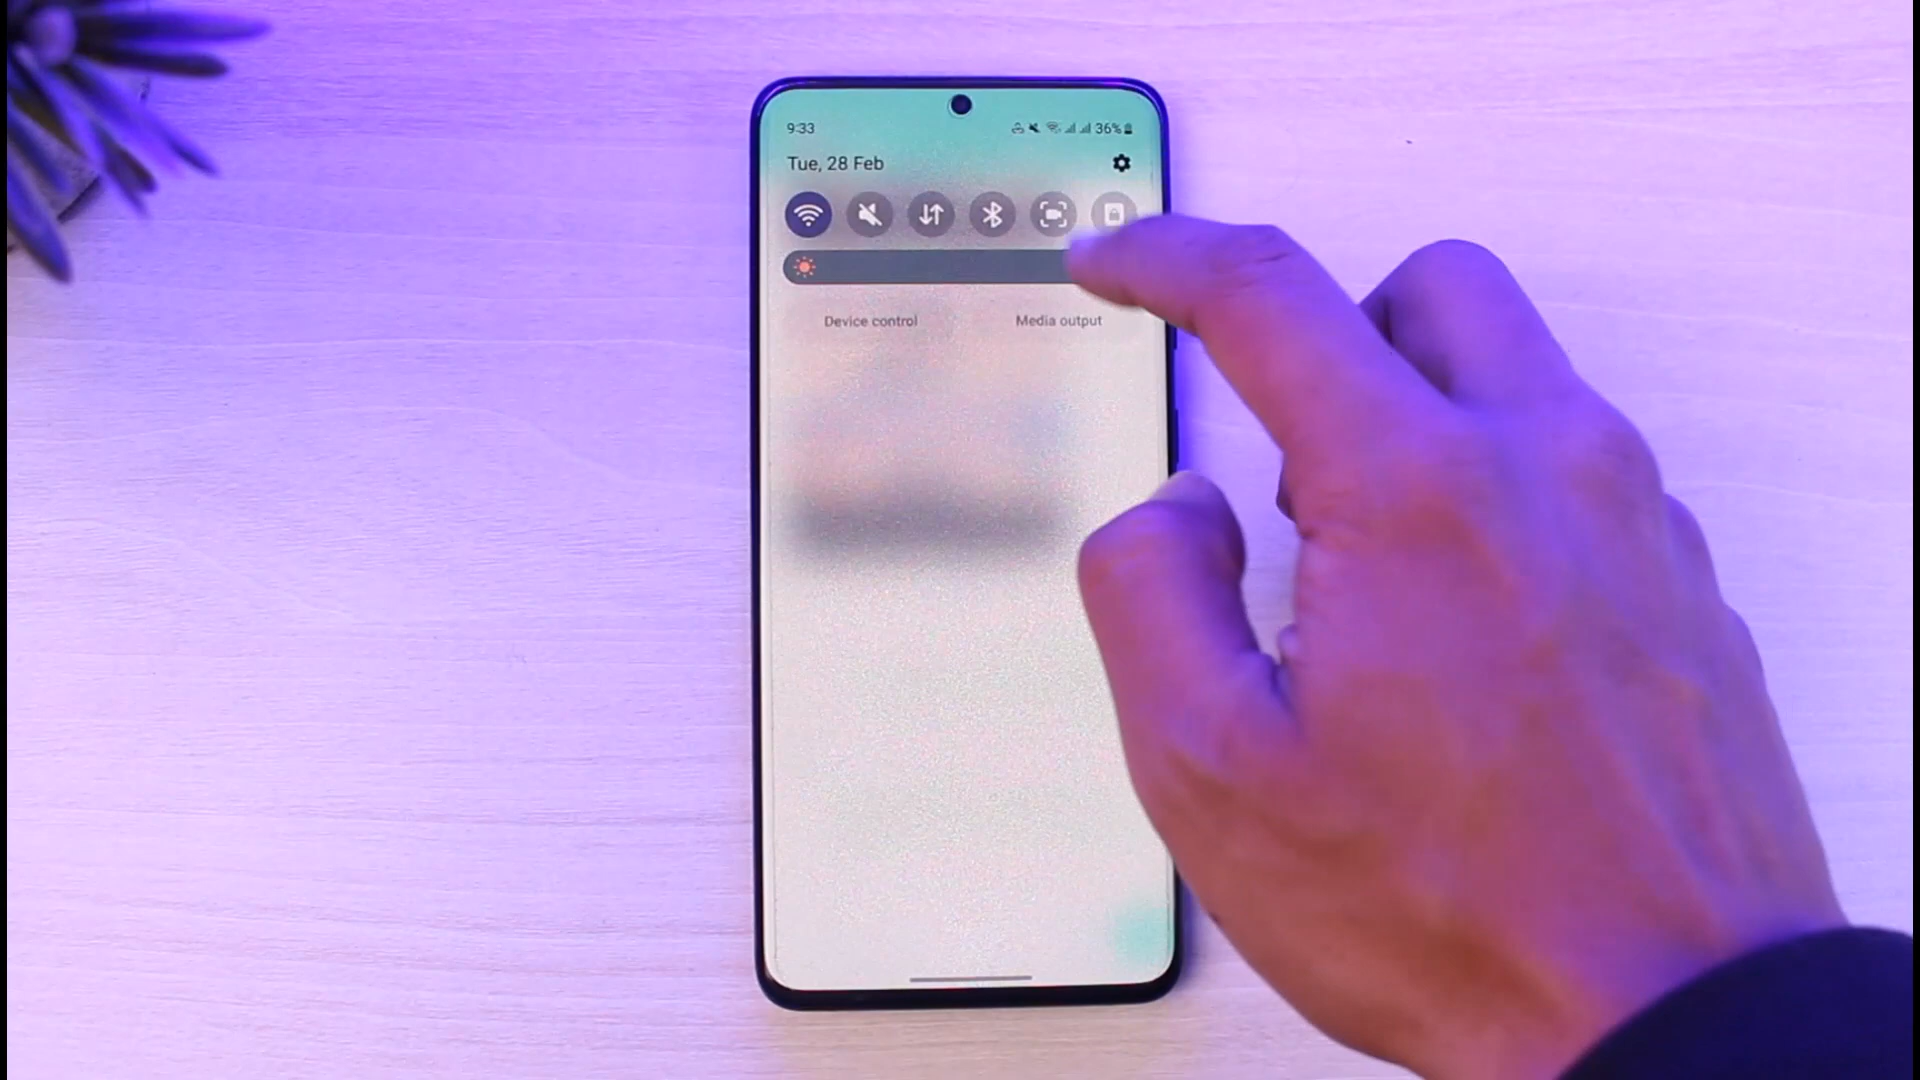 9:33
36%
Tue, 28 Feb
Device control
Media output